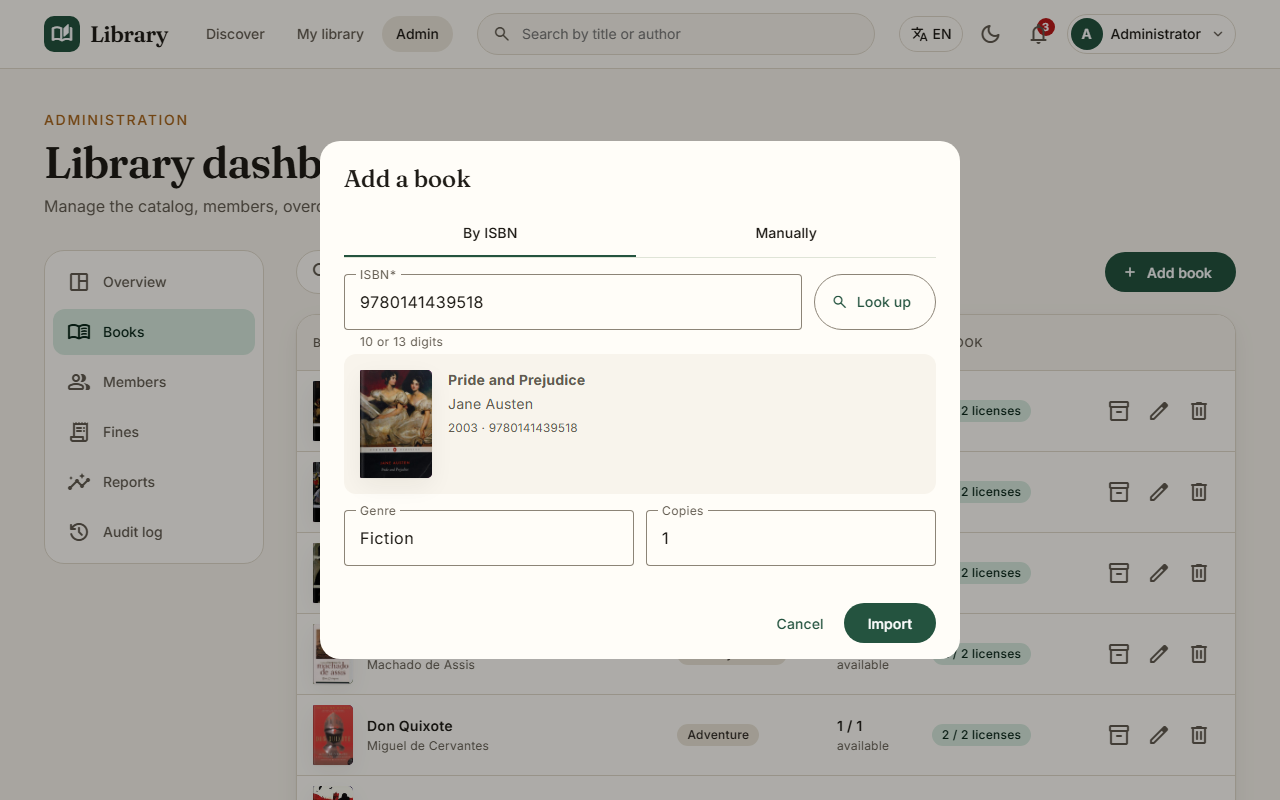 Library
Discover
My library
Admin
Search by title or author
EN
3
A
Administrator
ADMINISTRATION
Library dashb
Manage the catalog, members, overd
Overview
Books
Members
Fines
Reports
Audit log
Add book
Add a book
By ISBN
Manually
ISBN*
9780141439518
Look up
10 or 13 digits
Pride and Prejudice
Jane Austen
2003 · 9780141439518
Genre
Fiction
Copies
1
Cancel
Import
2 licenses
2 licenses
2 licenses
Machado de Assis
available
/ 2 licenses
Don Quixote
Miguel de Cervantes
Adventure
1 / 1
available
2 / 2 licenses